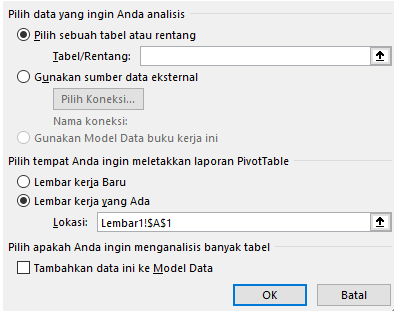 Pilih data yang ingin Anda analisis
Pilih sebuah tabel atau rentang
Tabel/Rentang:
Gunakan sumber data eksternal
Pilih Koneksi...
Nama koneksi:
Gunakan Model Data buku kerja ini
Pilih tempat Anda ingin meletakkan laporan PivotTable
Lembar kerja Baru
Lembar kerja yang Ada
Lokasi: Lembar1!$A$1
Pilih apakah Anda ingin menganalisis banyak tabel
Tambahkan data ini ke Model Data
OK Batal